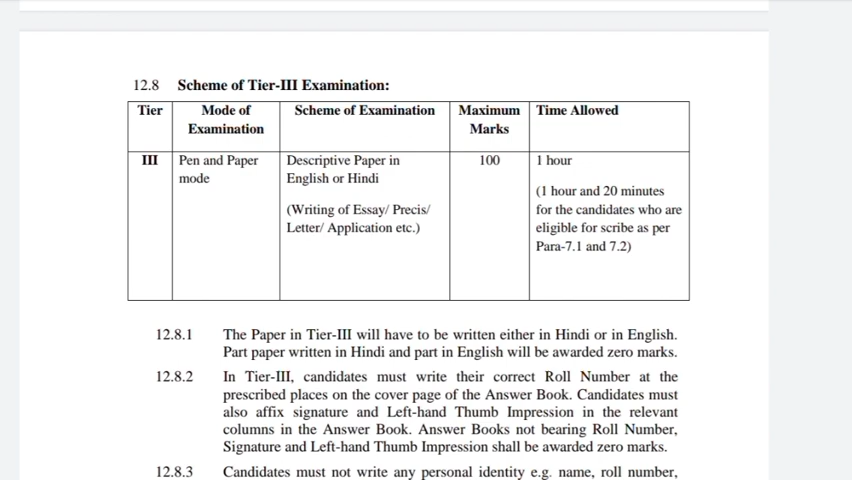 12.8 Scheme of Tier-III Examination:
Tier Mode of Examination Scheme of Examination Maximum Marks Time Allowed
III Pen and Paper mode
Descriptive Paper in
English or Hindi
(Writing of Essay/ Precis/
Letter/ Application etc.)
100
1 hour
(1 hour and 20 minutes
for the candidates who are
eligible for scribe as per
Para-7.1 and 7.2)
12.8.1 The Paper in Tier-III will have to be written either in Hindi or in English.
Part paper written in Hindi and part in English will be awarded zero marks.
12.8.2 In Tier-III, candidates must write their correct Roll Number at the
prescribed places on the cover page of the Answer Book. Candidates must
also affix signature and Left-hand Thumb Impression in the relevant
columns in the Answer Book. Answer Books not bearing Roll Number,
Signature and Left-hand Thumb Impression shall be awarded zero marks.
12.8.3 Candidates must not write any personal identity e.g. name, roll number,